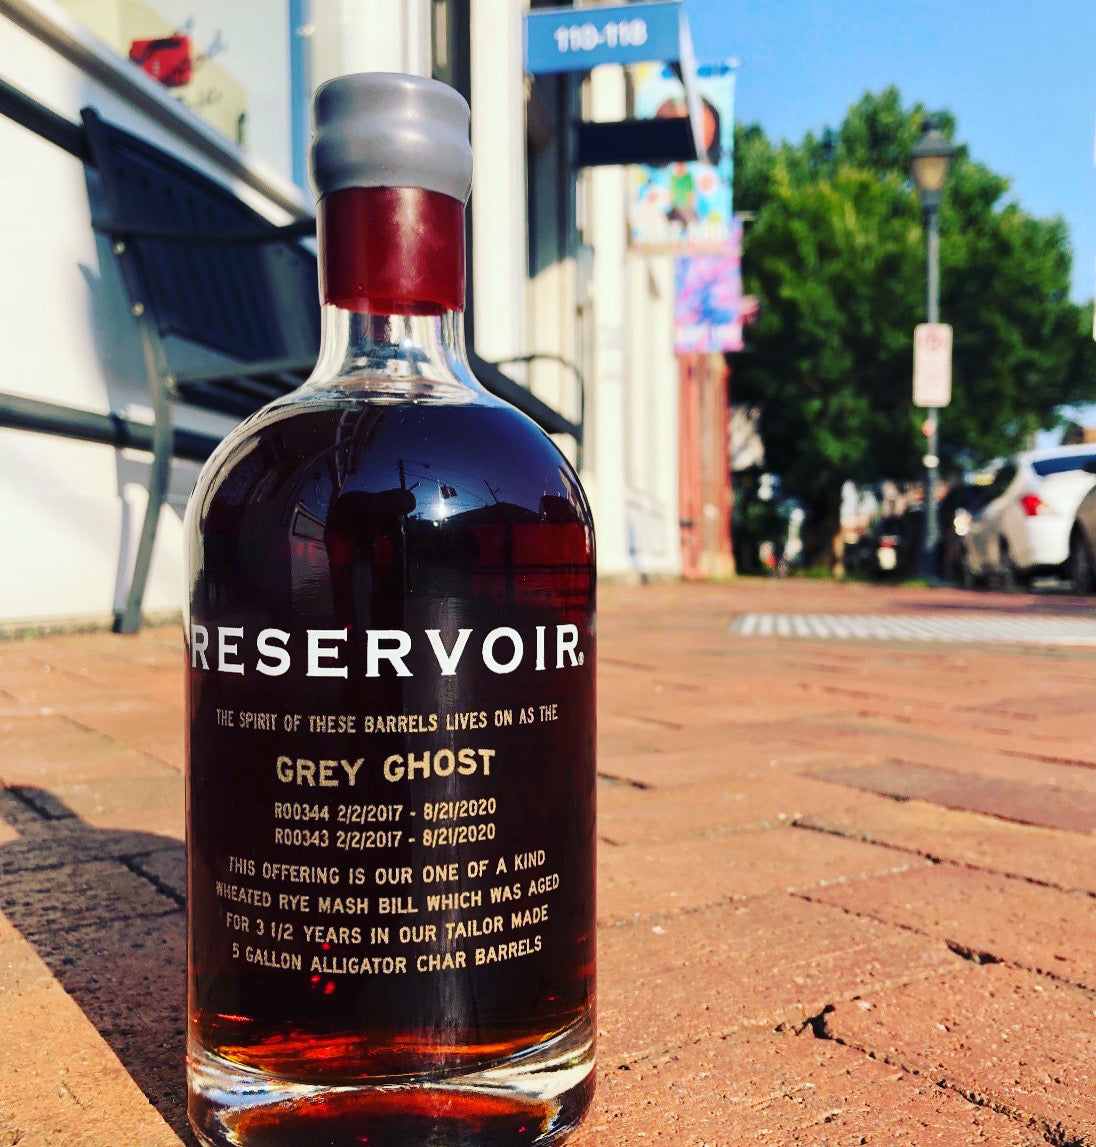 110-118
RESERVOIR®
THE SPIRIT OF THESE BARRELS LIVES ON AS THE
GREY GHOST
R00344 2/2/2017 - 8/21/2020
R00343 2/2/2017 - 8/21/2020
THIS OFFERING IS OUR ONE OF A KIND
WHEATED RYE MASH BILL WHICH WAS AGED
FOR 3 1/2 YEARS IN OUR TAILOR MADE
5 GALLON ALLIGATOR CHAR BARRELS